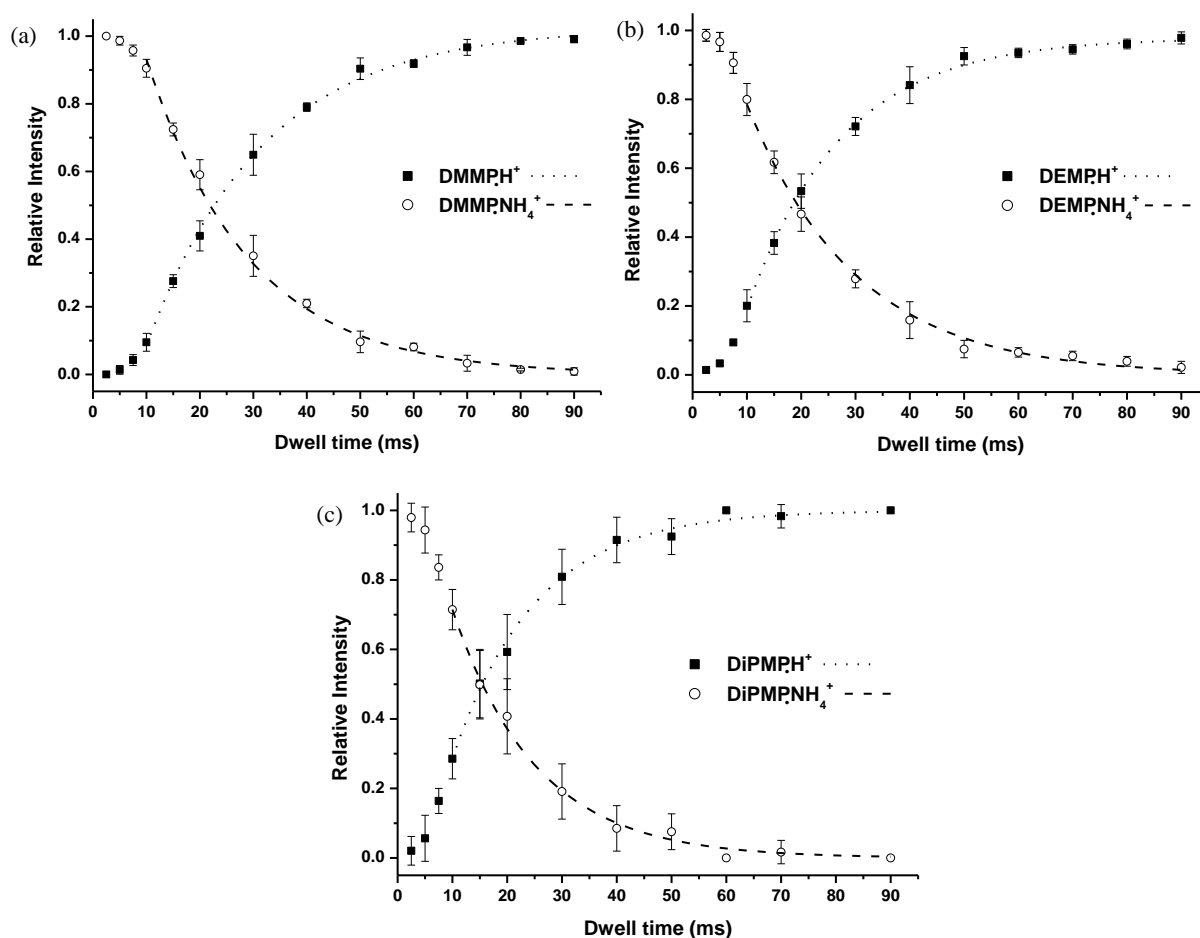 (a)
1.0
0.8
0.6
0.4
0.2
0.0
Relative Intensity
DMMP.H+
DMMP.NH4+
0 10 20 30 40 50 60 70 80 90
Dwell time (ms)
(b)
1.0
0.8
0.6
0.4
0.2
0.0
Relative Intensity
DEMP.H+
DEMP.NH4+
0 10 20 30 40 50 60 70 80 90
Dwell time (ms)
(c)
1.0
0.8
0.6
0.4
0.2
0.0
Relative Intensity
DiPMP.H+
DiPMP.NH4+
0 10 20 30 40 50 60 70 80 90
Dwell time (ms)